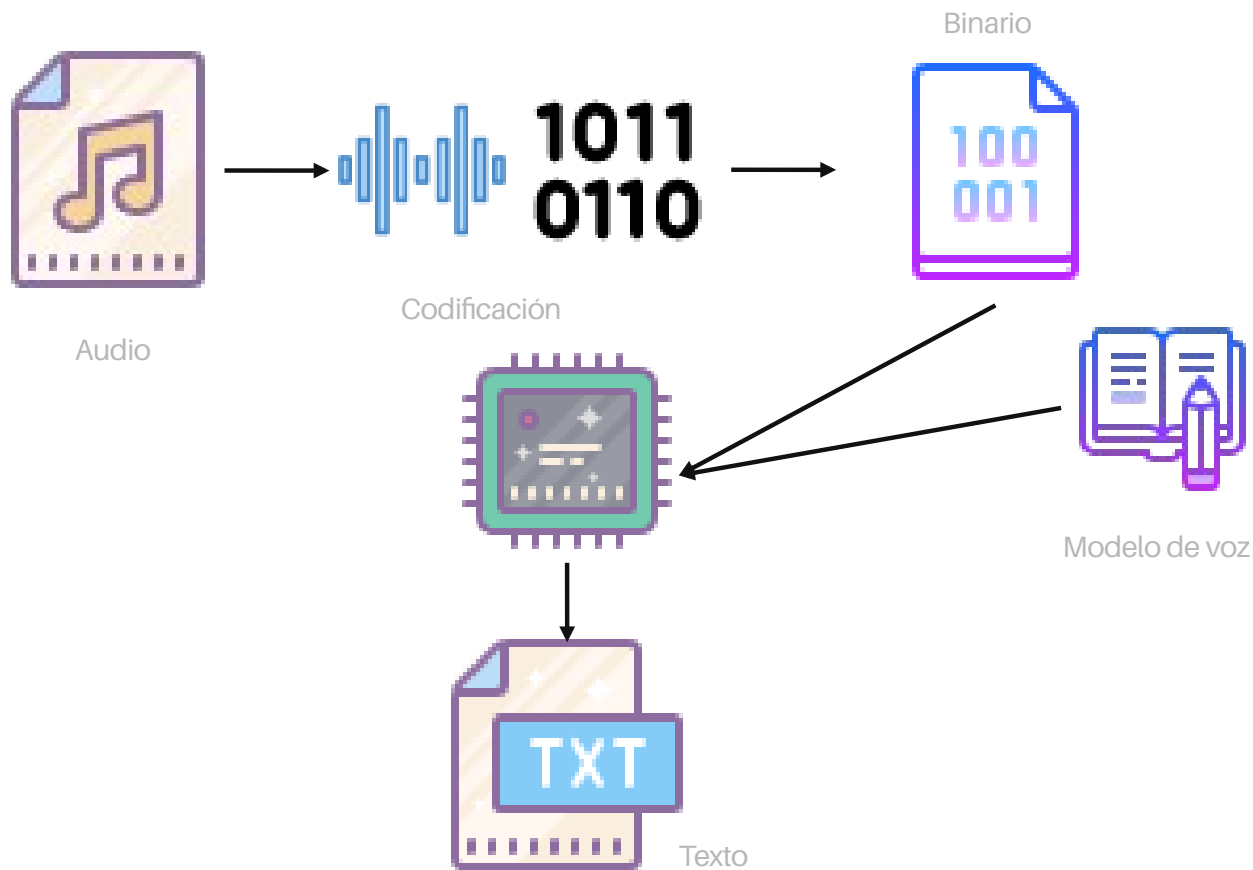 Binario
1011
0110
100
001
Codificación
Audio
Modelo de voz
TXT
Texto